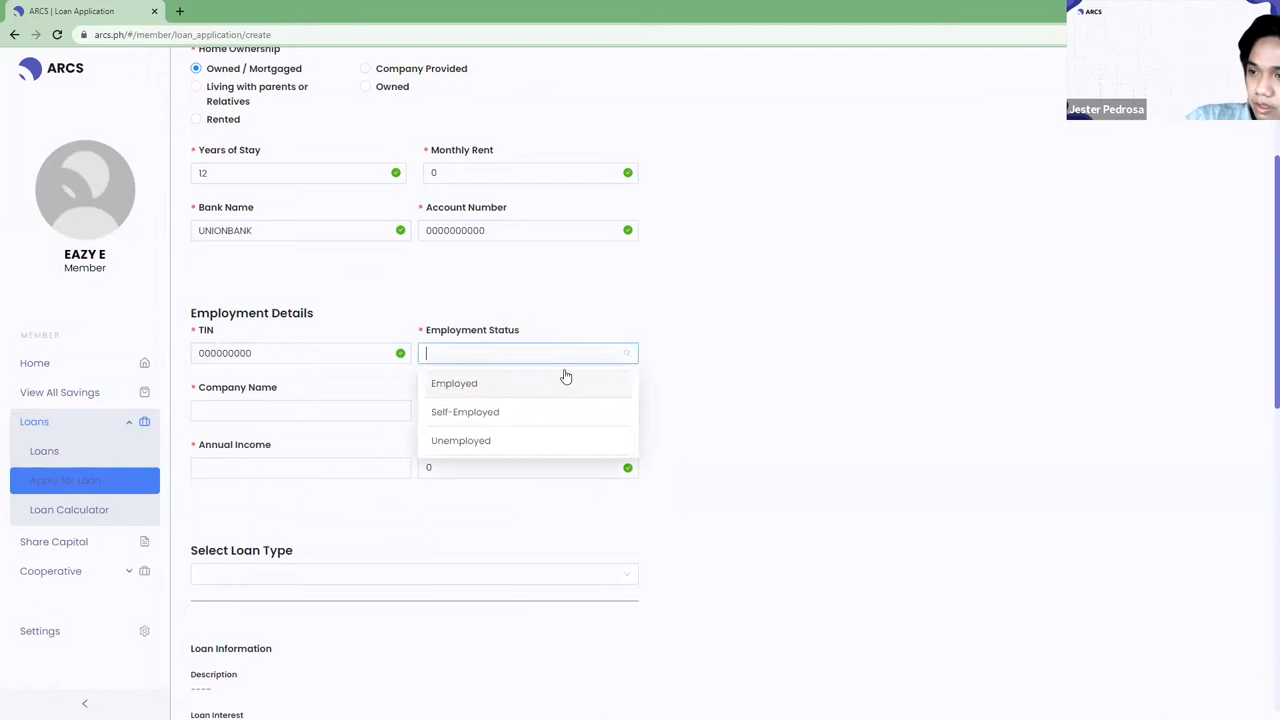 ARCS | Loan Application
arcs.ph/#/member/loan_application/create
ARCS
Jester Pedrosa
ARCS
EAZY E
Member
MEMBER
Home
View All Savings
Loans
Loans
Apply for Loan
Loan Calculator
Share Capital
Cooperative
Settings
* Home Ownership
Owned / Mortgaged
Company Provided
Living with parents or
Relatives
Owned
Rented
* Years of Stay
* Monthly Rent
12
0
* Bank Name
* Account Number
UNIONBANK
0000000000
Employment Details
* TIN
* Employment Status
000000000
Employed
* Company Name
Self-Employed
Unemployed
* Annual Income
0
Select Loan Type
Loan Information
Description
----
Loan Interest